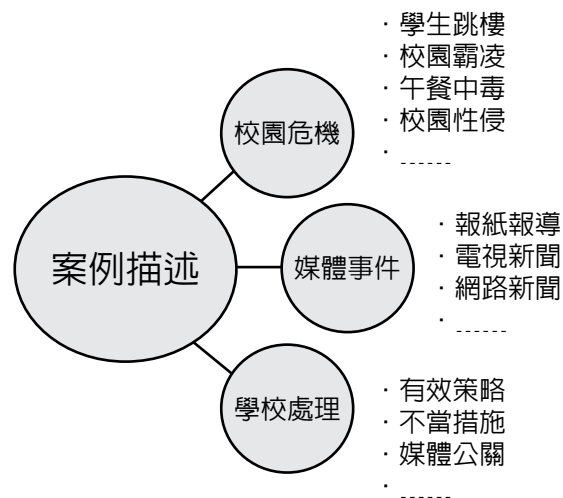 · 學生跳樓
· 校園霸凌
· 午餐中毒
· 校園性侵
· ------
校園危機
案例描述
媒體事件
· 報紙報導
· 電視新聞
· 網路新聞
· ------
學校處理
· 有效策略
· 不當措施
· 媒體公關
· ------